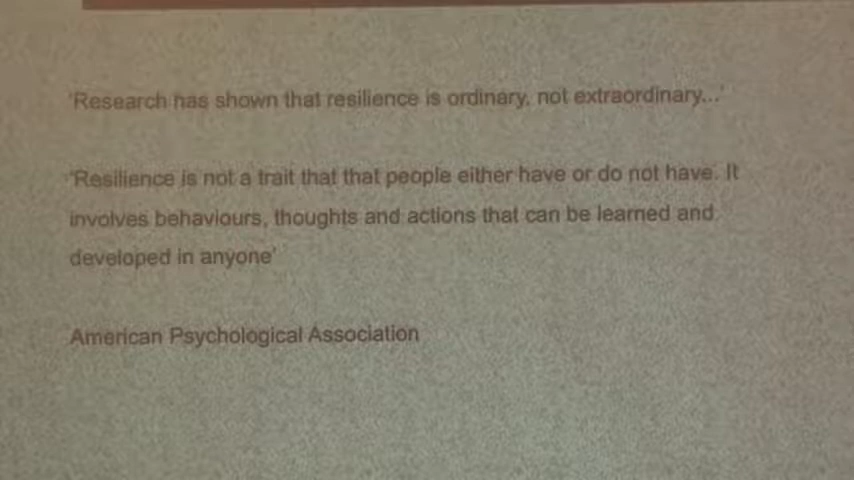 'Research has shown that resilience is ordinary, not extraordinary...'
'Resilience is not a trait that that people either have or do not have. It
involves behaviours, thoughts and actions that can be learned and
developed in anyone'
American Psychological Association